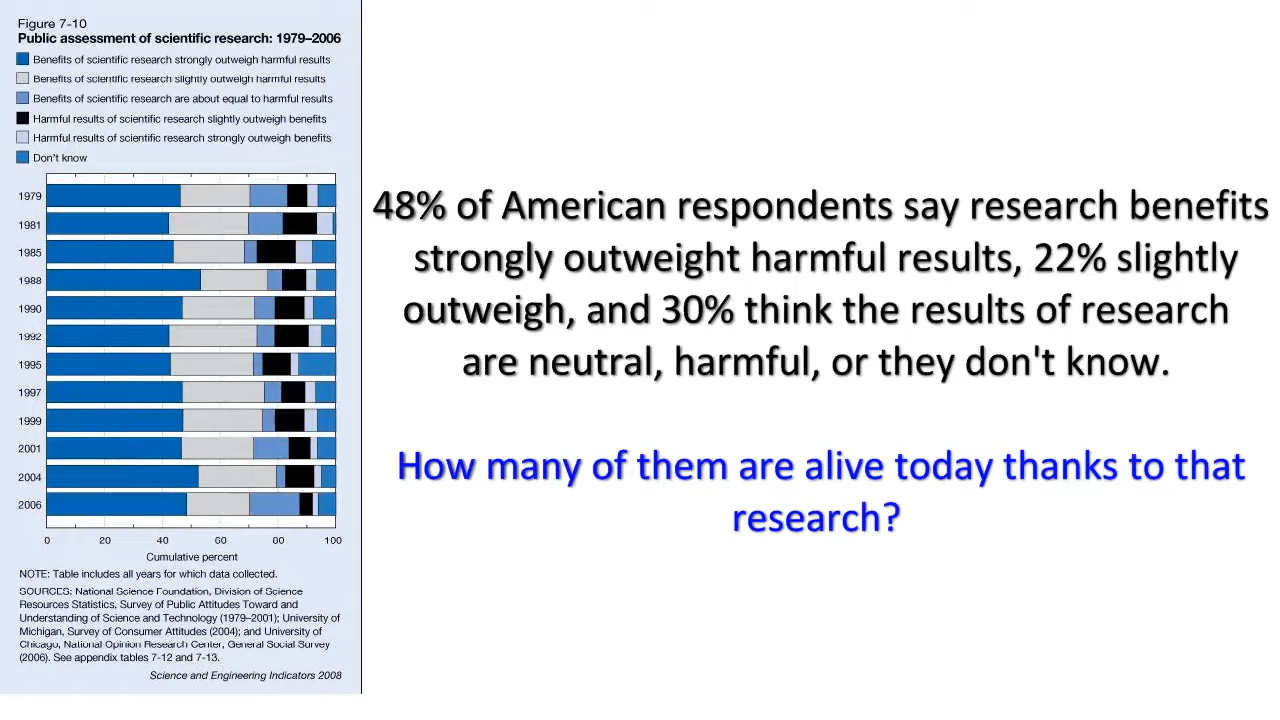 Figure 7-10
Public assessment of scientific research: 1979–2006
Benefits of scientific research strongly outweigh harmful results
Benefits of scientific research slightly outweigh harmful results
Benefits of scientific research are about equal to harmful results
Harmful results of scientific research slightly outweigh benefits
Harmful results of scientific research strongly outweigh benefits
Don't know
1979
1981
1985
1988
1990
1992
1995
1997
1999
2001
2004
2006
0 20 40 60 80 100
Cumulative percent
NOTE: Table includes all years for which data collected.
SOURCES: National Science Foundation, Division of Science
Resources Statistics, Survey of Public Attitudes Toward and
Understanding of Science and Technology (1979–2001); University of
Michigan, Survey of Consumer Attitudes (2004); and University of
Chicago, National Opinion Research Center, General Social Survey
(2006). See appendix tables 7-12 and 7-13.
Science and Engineering Indicators 2008
48% of American respondents say research benefits
strongly outweight harmful results, 22% slightly
outweigh, and 30% think the results of research
are neutral, harmful, or they don't know.
How many of them are alive today thanks to that
research?